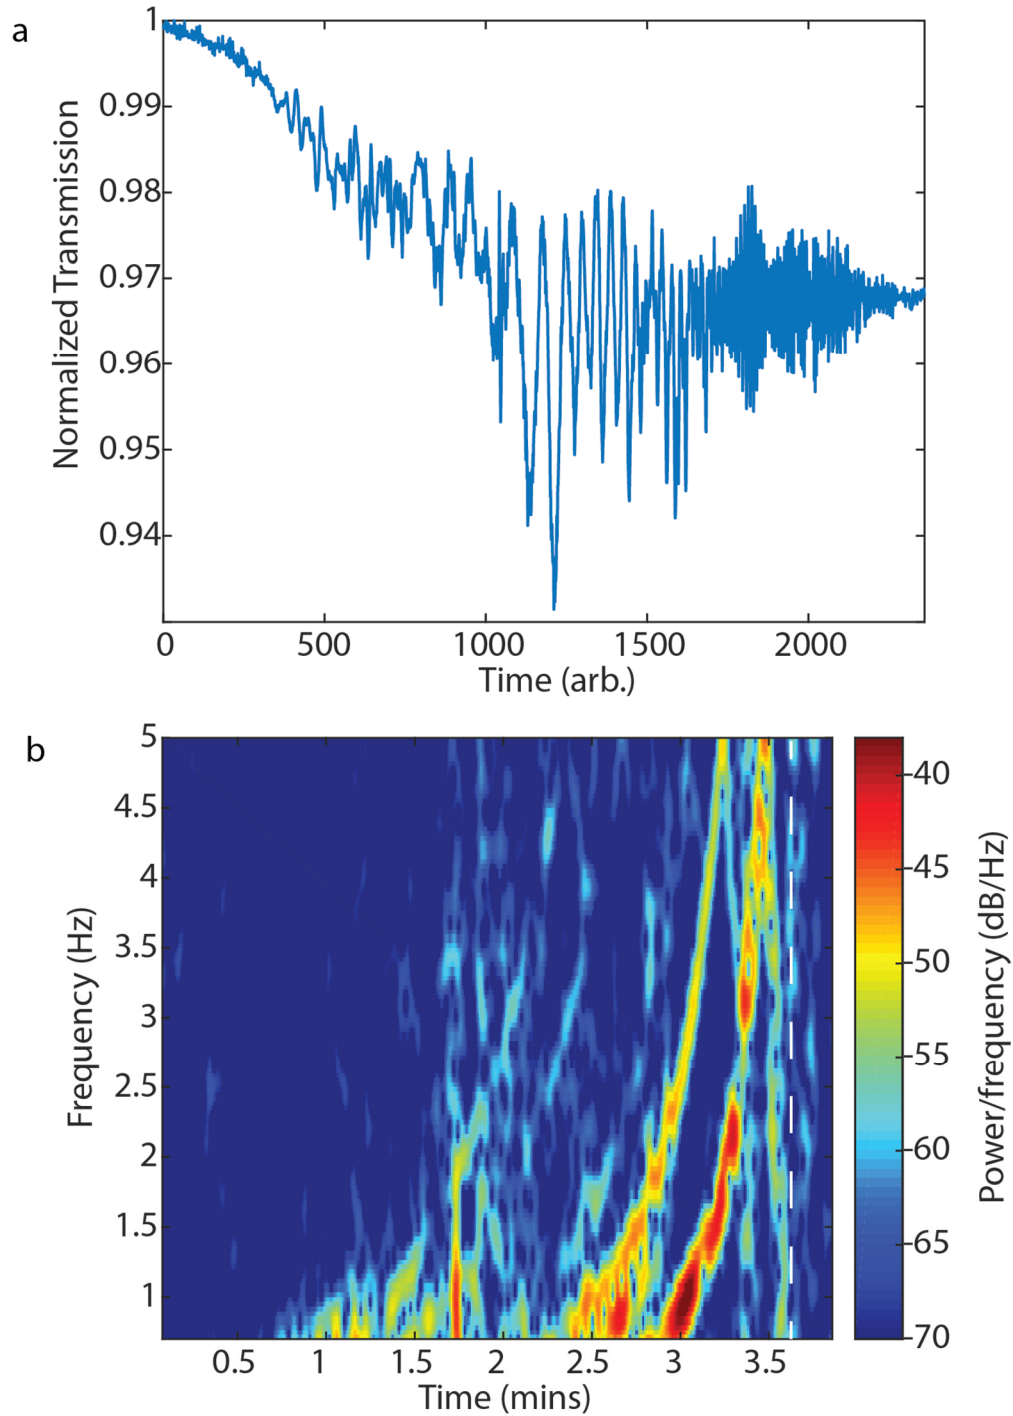 a
1
0.99
0.98
0.97
0.96
0.95
0.94
Normalized Transmission
0 500 1000 1500 2000
Time (arb.)
b
5
4.5
4
3.5
3
2.5
2
1.5
1
Frequency (Hz)
0.5 1 1.5 2 2.5 3 3.5
Time (mins)
-40
-45
-50
-55
-60
-65
-70
Power/frequency (dB/Hz)